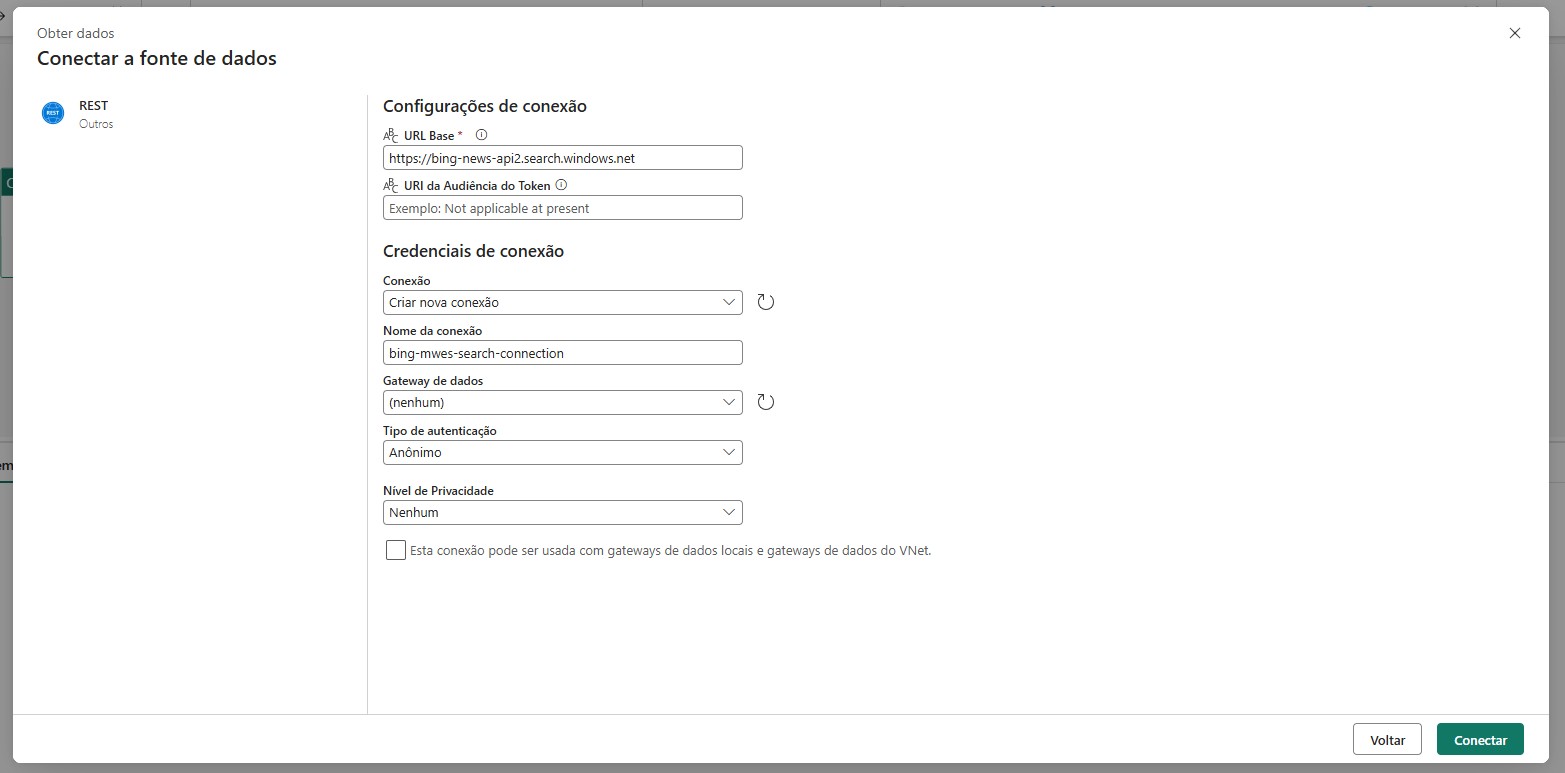 Obter dados
Conectar a fonte de dados
REST
REST
Outros
Configurações de conexão
ABC URL Base *
https://bing-news-api2.search.windows.net
ABC URI da Audiência do Token
Exemplo: Not applicable at present
Credenciais de conexão
Conexão
Criar nova conexão
Nome da conexão
bing-mwes-search-connection
Gateway de dados
(nenhum)
Tipo de autenticação
Anônimo
Nível de Privacidade
Nenhum
Esta conexão pode ser usada com gateways de dados locais e gateways de dados do VNet.
Voltar
Conectar